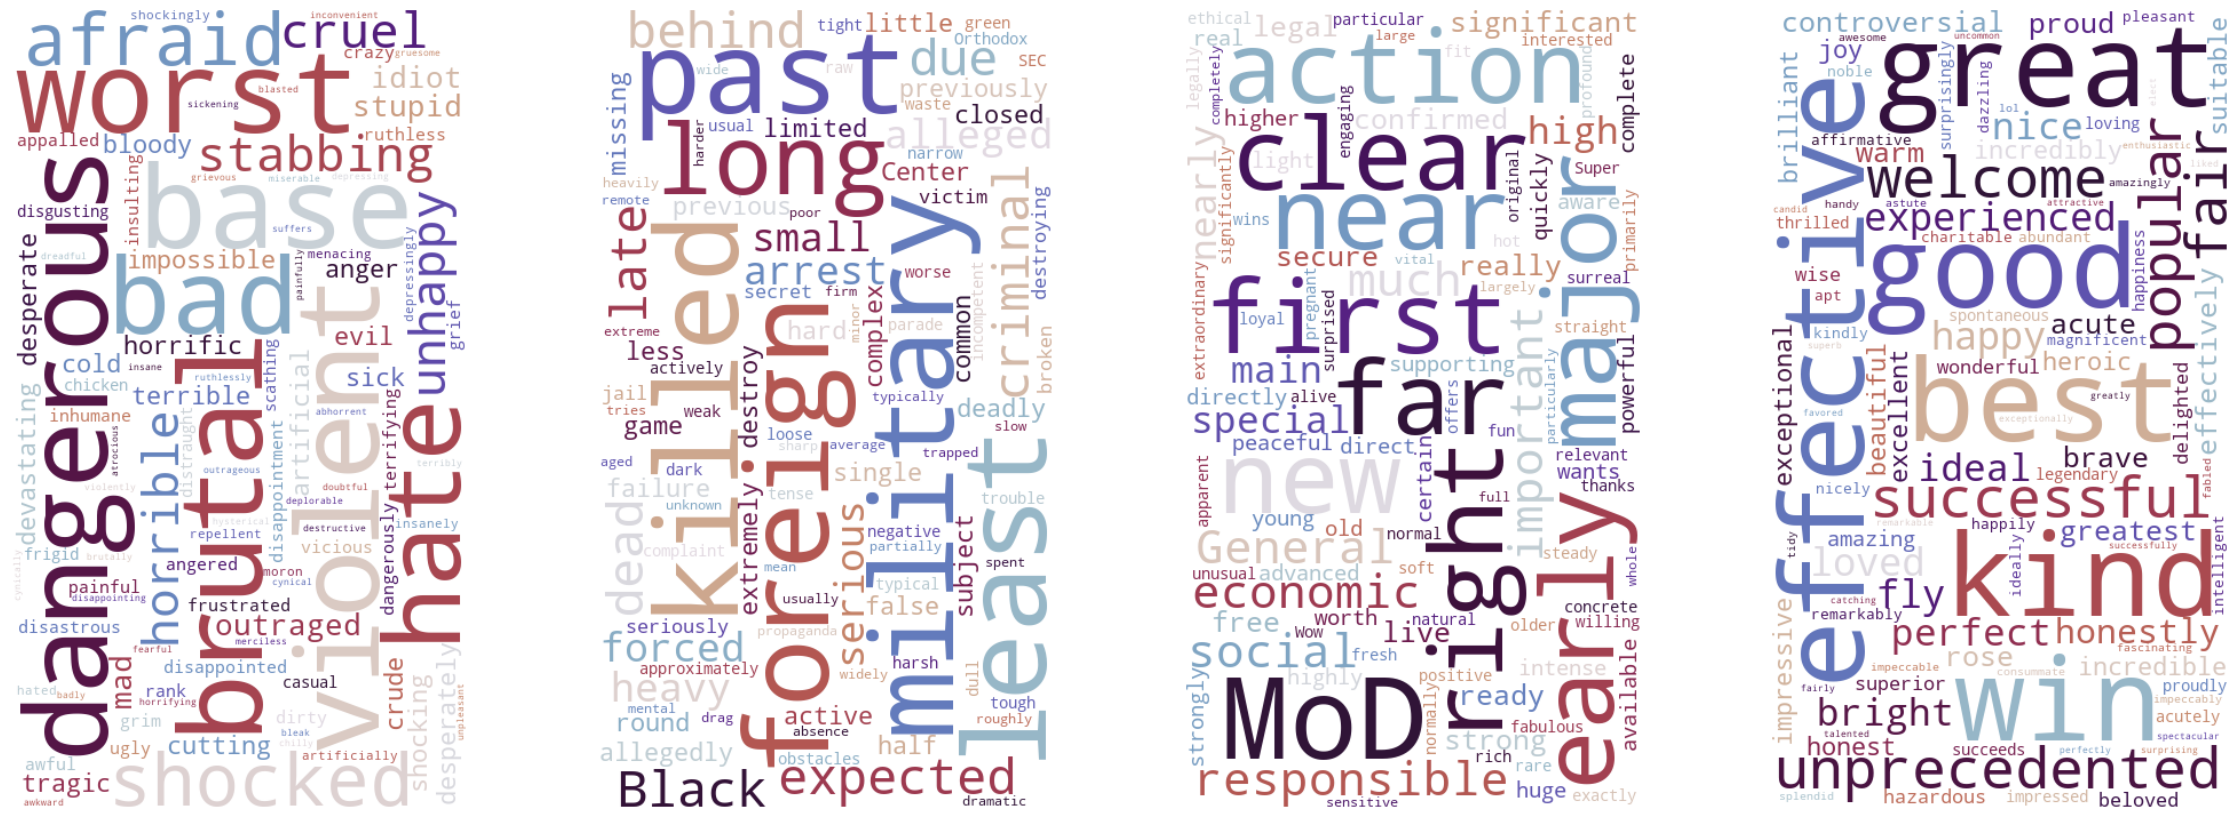 shockingly
inconvenient
afraid
cruel
crazy
gruesome
worst
idiot
blasted
sickening
stupid
ruthless
appalled
bloody
stabbing
grievous
miserable
depressing
dangerous
insulting
base
disgusting
suffers
unhappy
desperate
dreadful
impossible
menacing
painfully
anger
depressingly
bad
violent
grief
evil
horrific
insane
brutal
cold
chicken
ruthlessly
scathing
artificial
sick
terrible
devastating
inhumane
horrible
abhorrent
hate
terrifying
atrocious
distraught
disappointment
outrageous
terribly
violently
doubtful
deplorable
hysterical
destructive
insanely
repellent
dangerously
frigid
brutally
vicious
angered
moron
cynical
cynically
painful
disappointing
frustrated
disastrous
outraged
merciless
fearful
mad
disappointed
crude
desperately
hated
badly
rank
horrifying
casual
shocking
unpleasant
grim
dirty
bleak
chilly
ugly
cutting
artificially
awful
tragic
shocked
awkward
behind
tight
little
green
Orthodox
past
due
SEC
wide
raw
missing
previously
waste
closed
long
harder
usual
limited
alleged
narrow
heavily
Center
criminal
remote
victim
destroying
previous
poor
late
killed
small
military
arrest
worse
secret
firm
complex
incompetent
extreme
foreign
hard
minor
parade
common
less
actively
broken
jail
tries
weak
typically
deadly
game
extremely
destroy
loose
average
slow
least
sharp
trapped
aged
dark
single
failure
tense
trouble
unknown
dead
serious
negative
subject
complaint
partially
mean
spent
typical
usually
false
seriously
propaganda
forced
approximately
widely
harsh
dull
heavy
tough
mental
round
drag
active
roughly
absence
allegedly
half
obstacles
Black
expected
dramatic
ethical
legal
particular
significant
real
large
interested
action
fit
profound
legally
completely
complete
higher
engaging
confirmed
high
nearly
clear
light
significantly
original
quickly
Super
major
near
aware
wins
primarily
hot
secure
vital
really
extraordinary
much
largely
surreal
first
loyal
pregnant
surprised
important
straight
main
supporting
powerful
far
particularly
directly
alive
offers
special
fun
peaceful
direct
new
certain
right
relevant
wants
apparent
full
thanks
early
young
old
normal
General
steady
unusual
advanced
soft
whole
economic
concrete
worth
natural
older
willing
free
Wow
live
social
fresh
available
highly
positive
intense
strongly
MoD
normally
ready
fabulous
strong
rich
rare
responsible
huge
exactly
sensitive
controversial
proud
pleasant
awesome
uncommon
joy
great
suitable
noble
surprisingly
dazzling
brilliant
effective
lol
elect
nice
loving
popular
affirmative
warm
incredibly
enthusiastic
liked
fair
welcome
amazingly
candid
handy
astute
attractive
thrilled
experienced
charitable
abundant
happiness
good
wise
apt
effectively
spontaneous
kindly
happy
acute
magnificent
superb
exceptional
beautiful
excellent
wonderful
heroic
best
greatly
delighted
favored
exceptionally
brave
ideal
legendary
fabled
nicely
successful
remarkable
happily
greatest
amazing
tidy
successfully
intelligent
loved
ideally
kind
fly
catching
remarkably
impressive
perfect
honestly
fascinating
rose
impeccable
consummate
incredible
fairly
superior
win
proudly
impeccably
bright
acutely
talented
spectacular
honest
succeeds
perfectly
surprising
unprecedented
splendid
hazardous
impressed
beloved